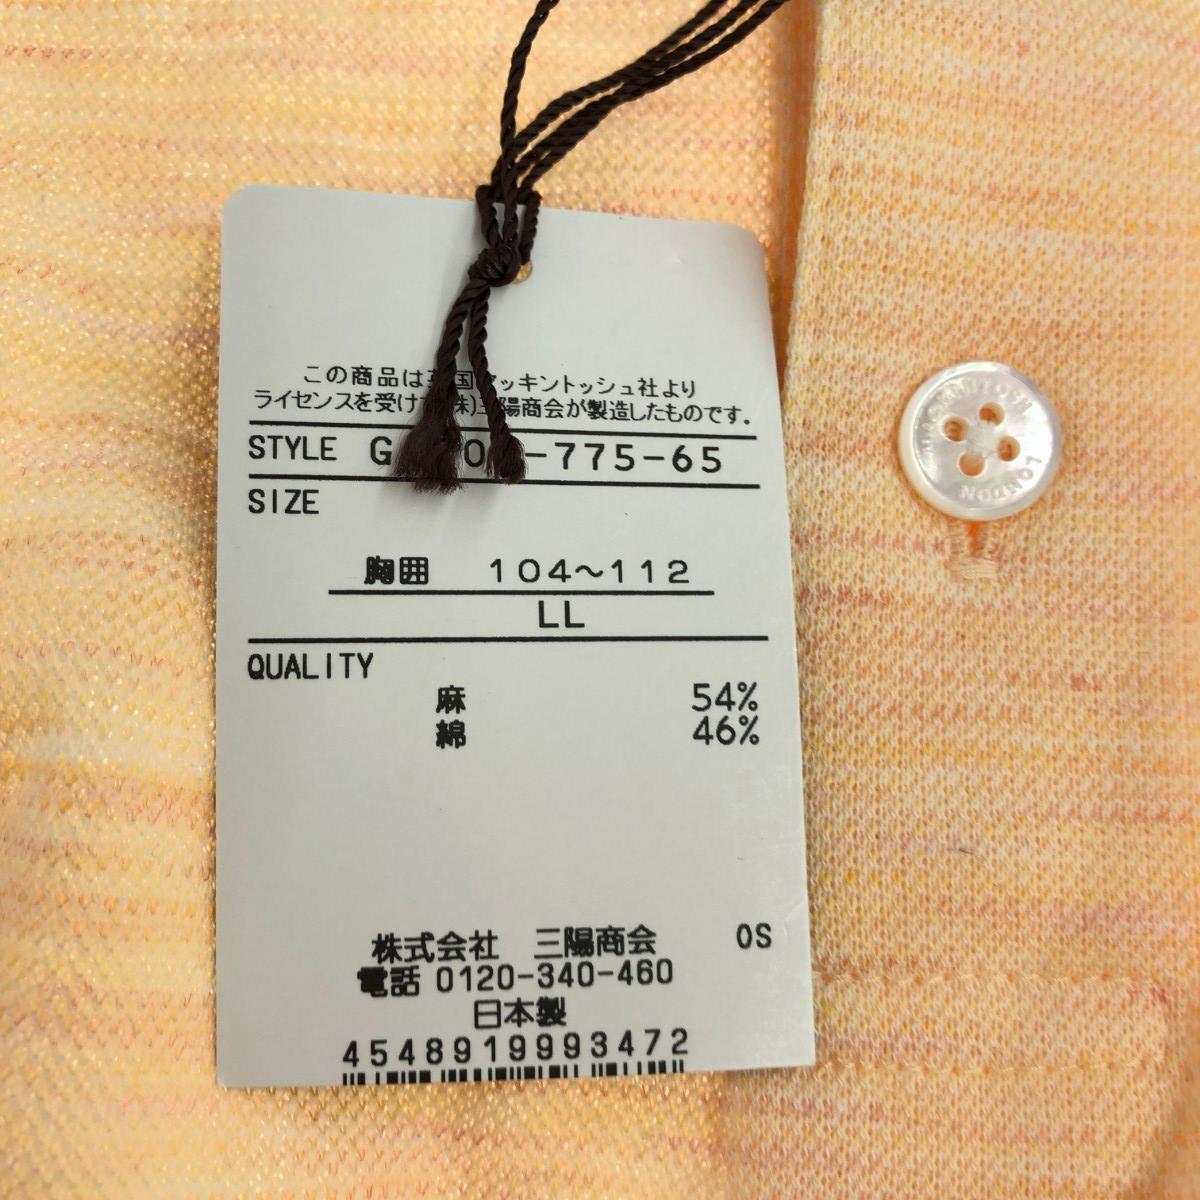 この商品は英国マッキントッシュ社より
ライセンスを受け(株)三陽商会が製造したものです。
STYLE G -775-65
SIZE
胸囲 104～112
LL
QUALITY
麻 54%
綿 46%
株式会社 三陽商会 OS
電話 0120-340-460
日本製
4548919993472
MACKINTOSH
LONDON